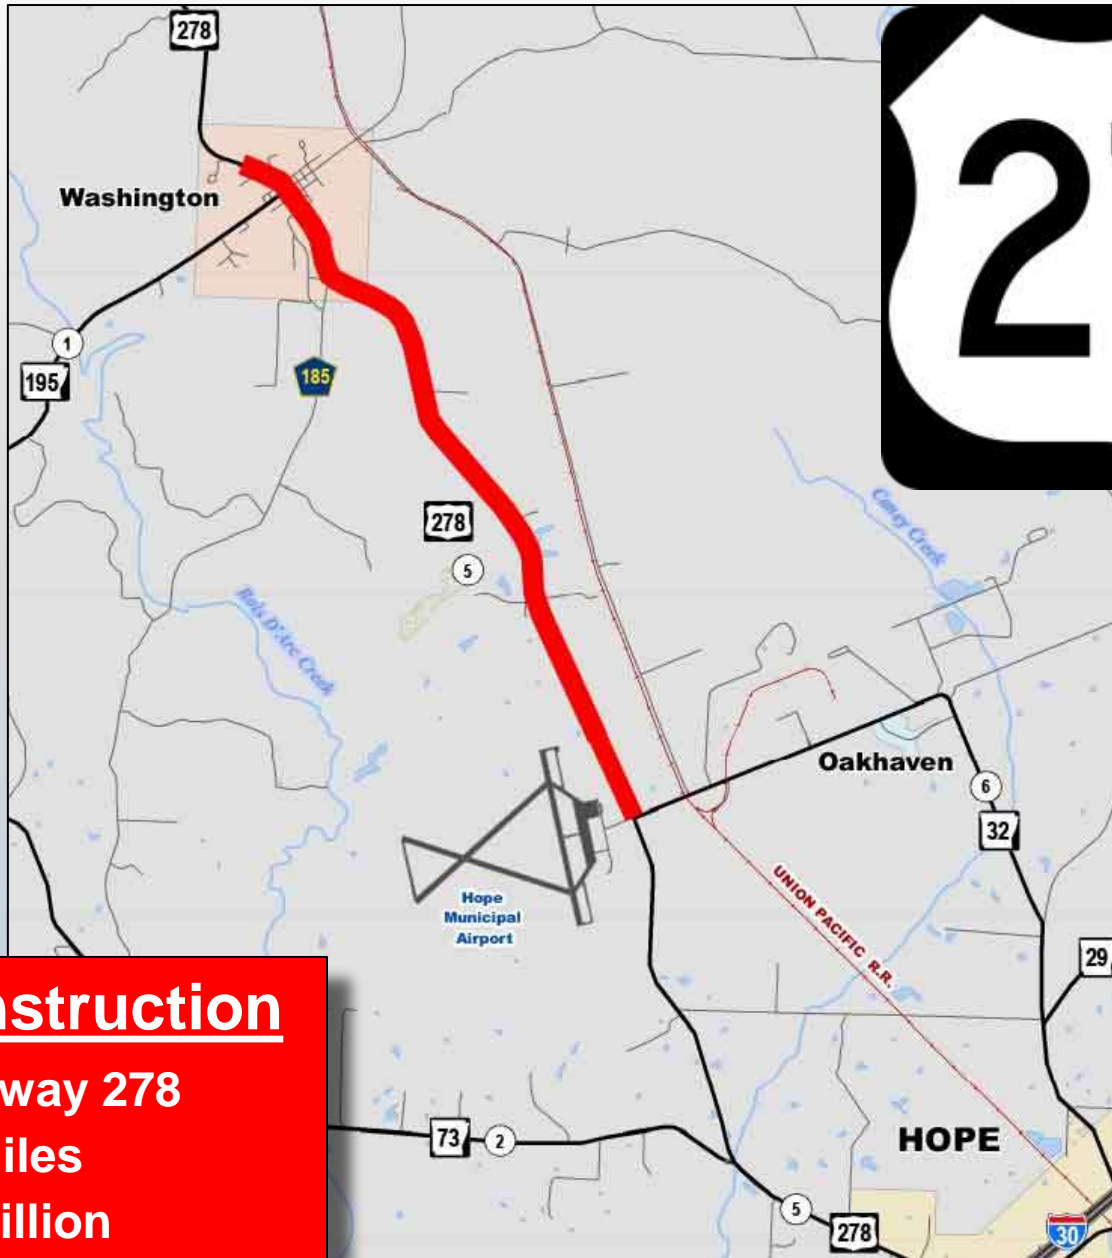 278
2
Washington
1
195
185
278
5
Caney Creek
Bois D'Arc Creek
Oakhaven
6
32
Hope
Municipal
Airport
UNION PACIFIC R.R.
29
nstruction
way 278
iles
illion
73
2
HOPE
5
278
30